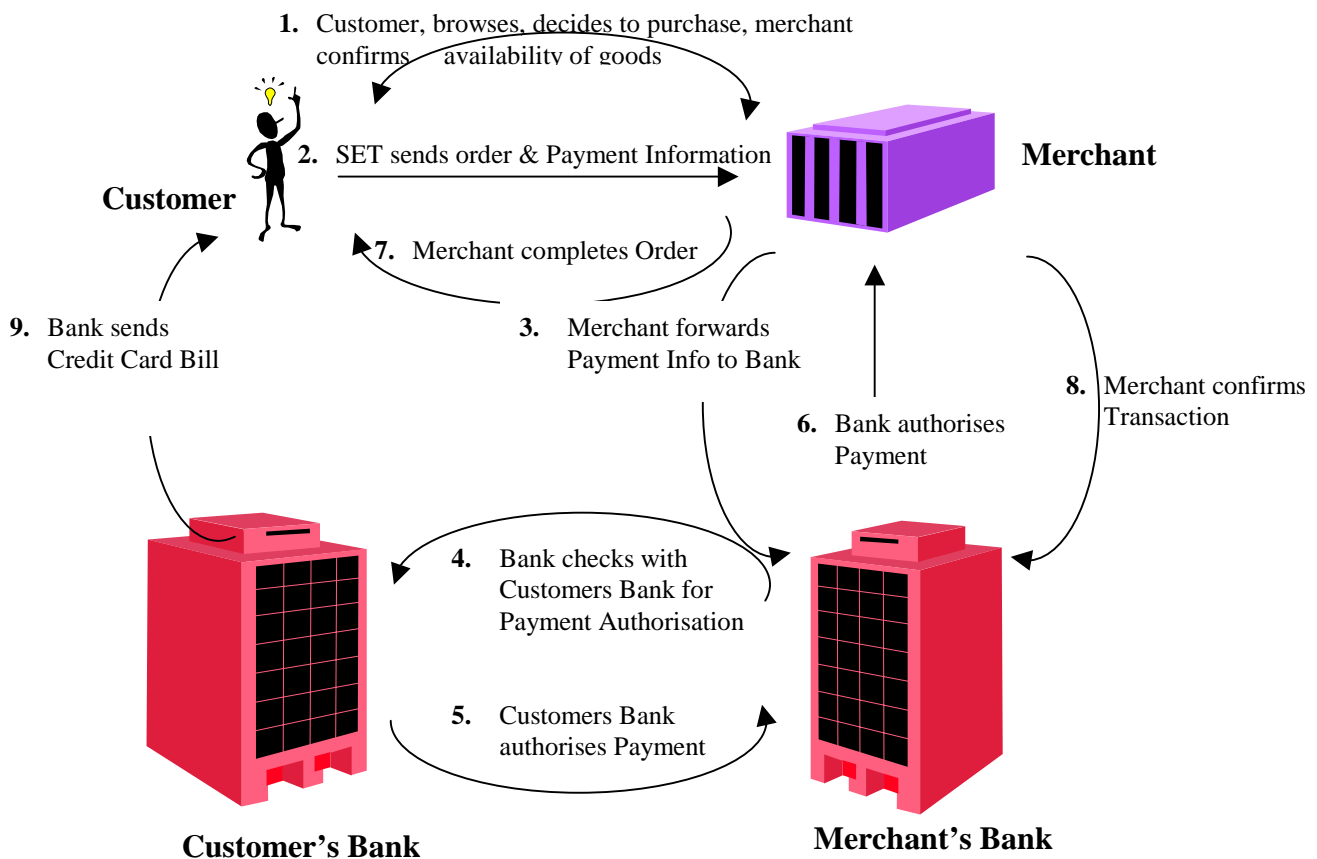 1. Customer, browses, decides to purchase, merchant
confirms availability of goods
2. SET sends order & Payment Information
Merchant
Customer
7. Merchant completes Order
9. Bank sends
Credit Card Bill
3. Merchant forwards
Payment Info to Bank
8. Merchant confirms
Transaction
6. Bank authorises
Payment
4. Bank checks with
Customers Bank for
Payment Authorisation
5. Customers Bank
authorises Payment
Customer’s Bank
Merchant’s Bank